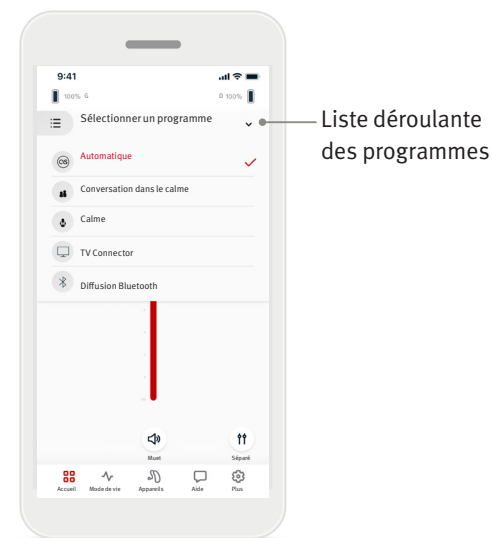 9:41
100% G
D 100%
Sélectionner un programme
Liste déroulante
des programmes
Automatique
Conversation dans le calme
Calme
TV Connector
Diffusion Bluetooth
Muet
Séparé
Accueil
Mode de vie
Appareils
Aide
Plus